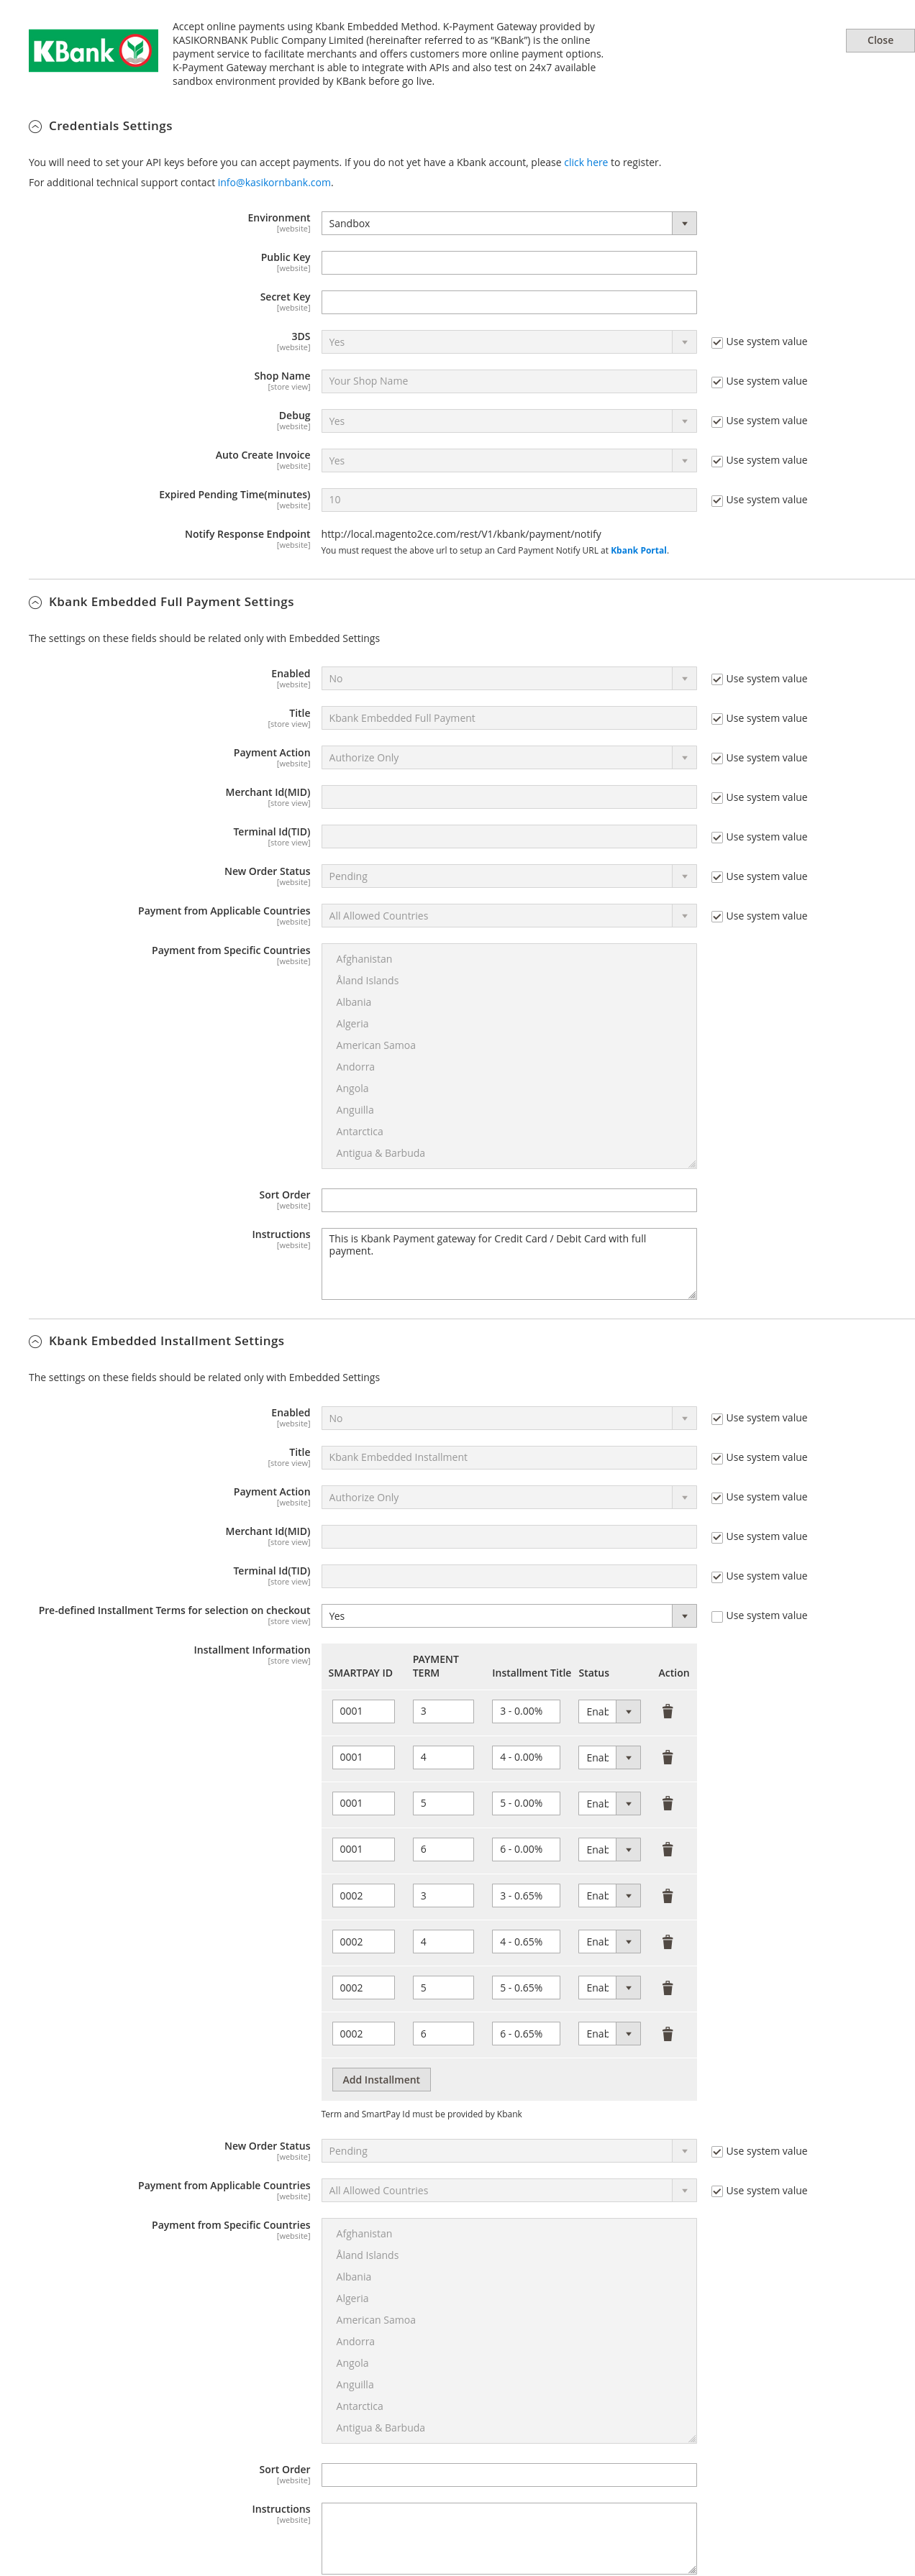 KBank
Accept online payments using Kbank Embedded Method. K-Payment Gateway provided by
KASIKORNBANK Public Company Limited (hereinafter referred to as “KBank”) is the online
payment service to facilitate merchants and offers customers more online payment options.
K-Payment Gateway merchant is able to integrate with APIs and also test on 24x7 available
sandbox environment provided by KBank before go live.
Close
Credentials Settings
You will need to set your API keys before you can accept payments. If you do not yet have a Kbank account, please click here to register.
For additional technical support contact info@kasikornbank.com.
Environment
[website]
Sandbox
Public Key
[website]
Secret Key
[website]
3DS
[website]
Yes
Use system value
Shop Name
[store view]
Your Shop Name
Use system value
Debug
[website]
Yes
Use system value
Auto Create Invoice
[website]
Yes
Use system value
Expired Pending Time(minutes)
[website]
10
Use system value
Notify Response Endpoint
[website]
http://local.magento2ce.com/rest/V1/kbank/payment/notify
You must request the above url to setup an Card Payment Notify URL at Kbank Portal.
Kbank Embedded Full Payment Settings
The settings on these fields should be related only with Embedded Settings
Enabled
[website]
No
Use system value
Title
[store view]
Kbank Embedded Full Payment
Use system value
Payment Action
[website]
Authorize Only
Use system value
Merchant Id(MID)
[store view]
Use system value
Terminal Id(TID)
[store view]
Use system value
New Order Status
[website]
Pending
Use system value
Payment from Applicable Countries
[website]
All Allowed Countries
Use system value
Payment from Specific Countries
[website]
Afghanistan
Åland Islands
Albania
Algeria
American Samoa
Andorra
Angola
Anguilla
Antarctica
Antigua & Barbuda
Sort Order
[website]
Instructions
[website]
This is Kbank Payment gateway for Credit Card / Debit Card with full
payment.
Kbank Embedded Installment Settings
The settings on these fields should be related only with Embedded Settings
Enabled
[website]
No
Use system value
Title
[store view]
Kbank Embedded Installment
Use system value
Payment Action
[website]
Authorize Only
Use system value
Merchant Id(MID)
[store view]
Use system value
Terminal Id(TID)
[store view]
Use system value
Pre-defined Installment Terms for selection on checkout
[store view]
Yes
Use system value
Installment Information
[store view]
SMARTPAY ID PAYMENT TERM Installment Title Status Action
0001 3 3 - 0.00% Enab
0001 4 4 - 0.00% Enab
0001 5 5 - 0.00% Enab
0001 6 6 - 0.00% Enab
0002 3 3 - 0.65% Enab
0002 4 4 - 0.65% Enab
0002 5 5 - 0.65% Enab
0002 6 6 - 0.65% Enab
Add Installment
Term and SmartPay Id must be provided by Kbank
New Order Status
[website]
Pending
Use system value
Payment from Applicable Countries
[website]
All Allowed Countries
Use system value
Payment from Specific Countries
[website]
Afghanistan
Åland Islands
Albania
Algeria
American Samoa
Andorra
Angola
Anguilla
Antarctica
Antigua & Barbuda
Sort Order
[website]
Instructions
[website]